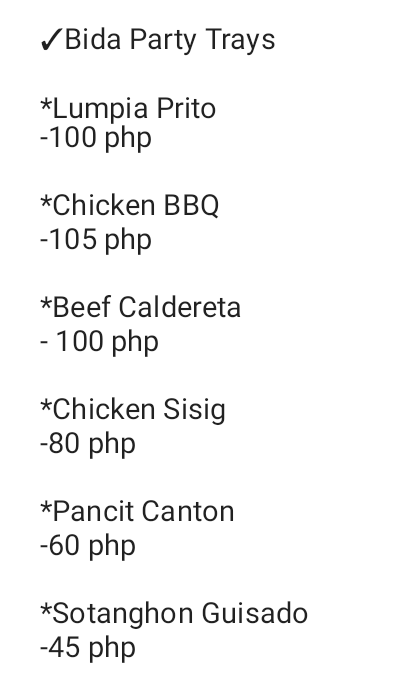 ✓Bida Party Trays
*Lumpia Prito
-100 php
*Chicken BBQ
-105 php
*Beef Caldereta
- 100 php
*Chicken Sisig
-80 php
*Pancit Canton
-60 php
*Sotanghon Guisado
-45 php